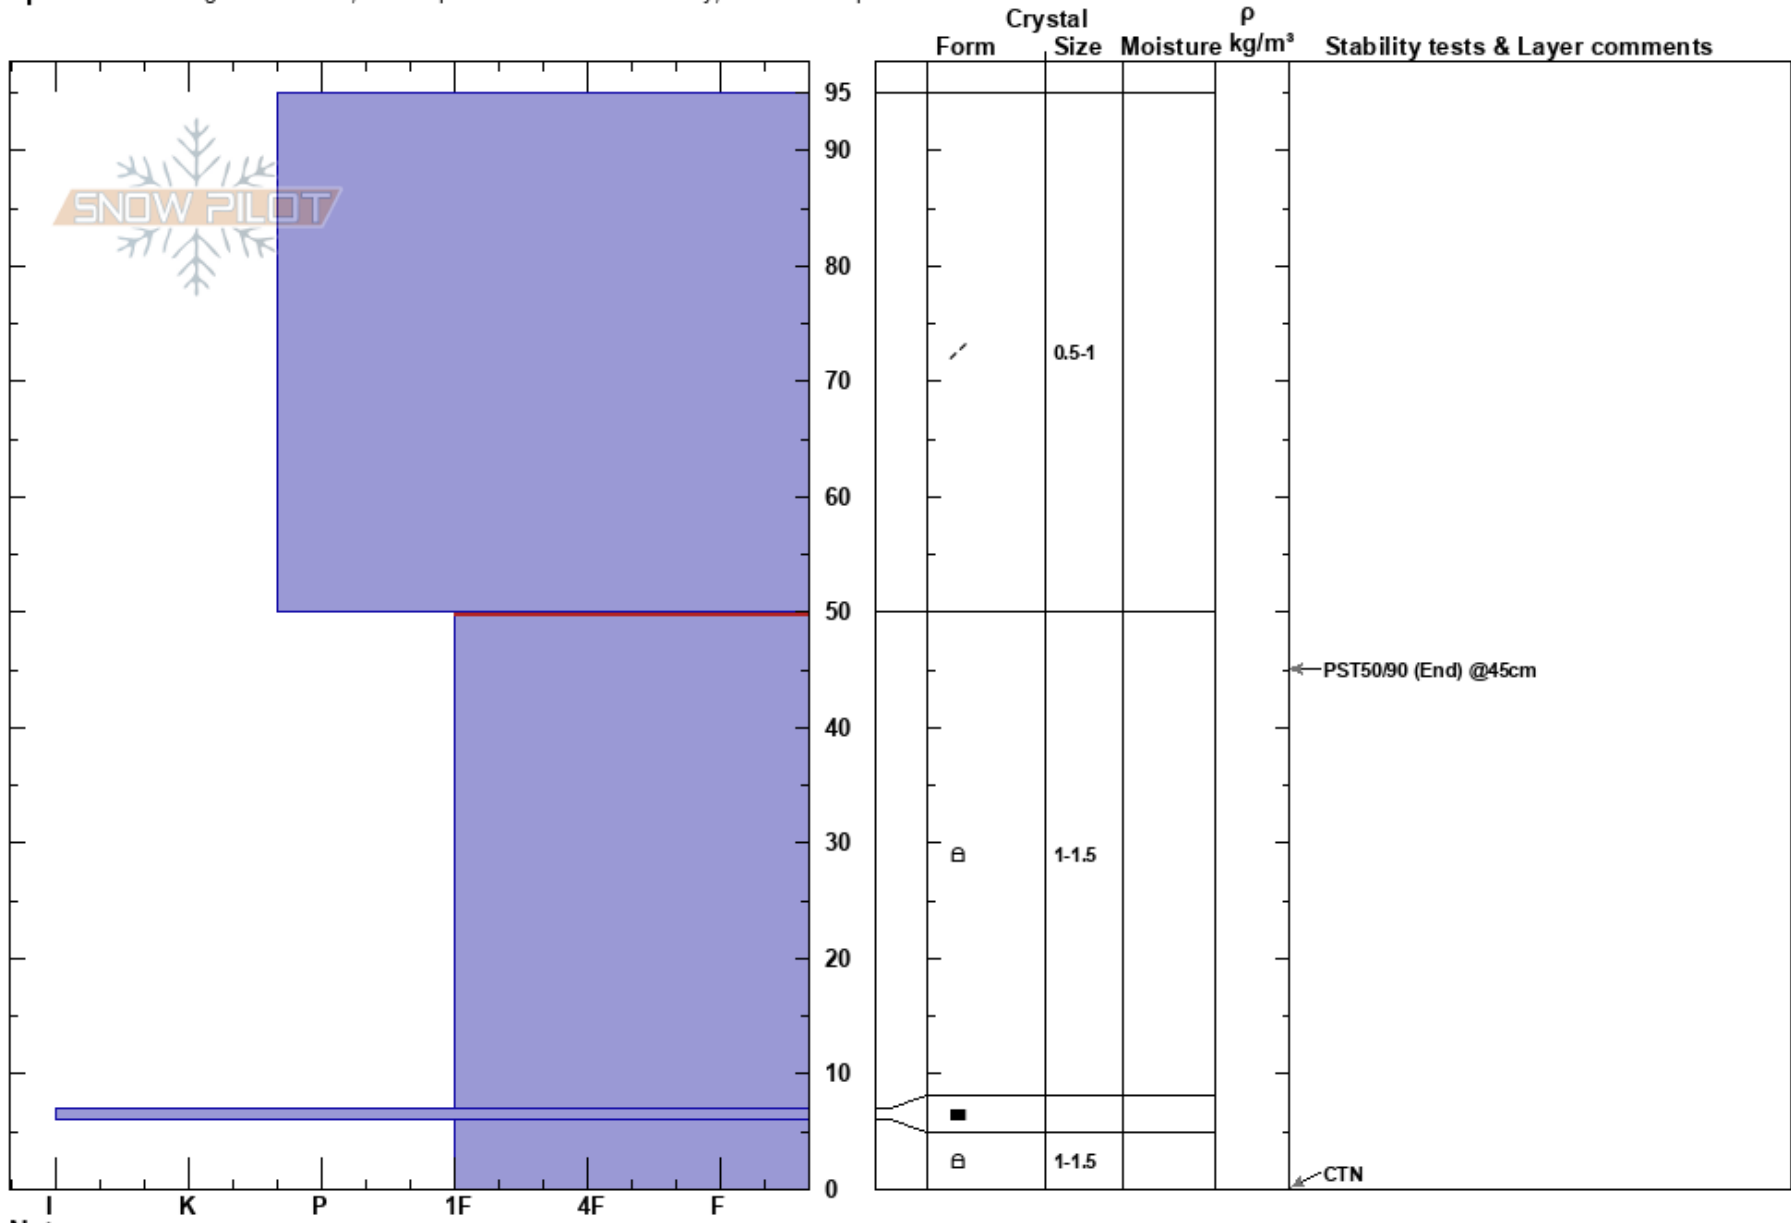 Crystal ρ
Form Size Moisture kg/m³ Stability tests & Layer comments
95
90
SNOW PILOT
80
0.5-1
70
60
50
PST50/90 (End) @45cm
40
30
1-1.5
20
10
1-1.5
CTN
0
I K P 1F 4F F